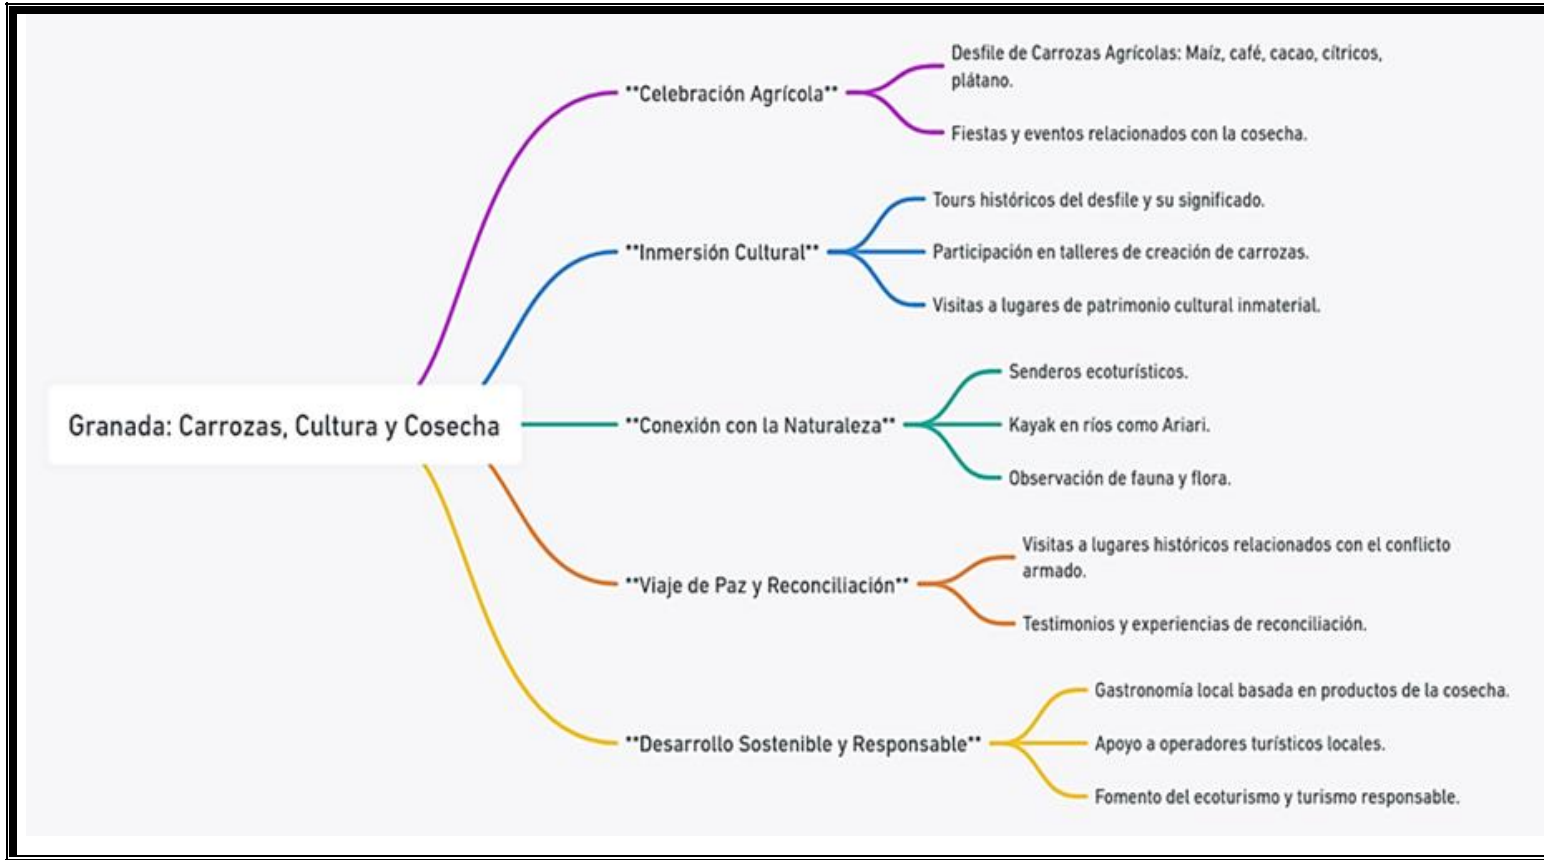 Granada: Carrozas, Cultura y Cosecha
**Celebración Agrícola**
Desfile de Carrozas Agrícolas: Maíz, café, cacao, cítricos,
plátano.
Fiestas y eventos relacionados con la cosecha.
**Inmersión Cultural**
Tours históricos del desfile y su significado.
Participación en talleres de creación de carrozas.
Visitas a lugares de patrimonio cultural inmaterial.
**Conexión con la Naturaleza**
Senderos ecoturísticos.
Kayak en ríos como Ariari.
Observación de fauna y flora.
**Viaje de Paz y Reconciliación**
Visitas a lugares históricos relacionados con el conflicto
armado.
Testimonios y experiencias de reconciliación.
**Desarrollo Sostenible y Responsable**
Gastronomía local basada en productos de la cosecha.
Apoyo a operadores turísticos locales.
Fomento del ecoturismo y turismo responsable.